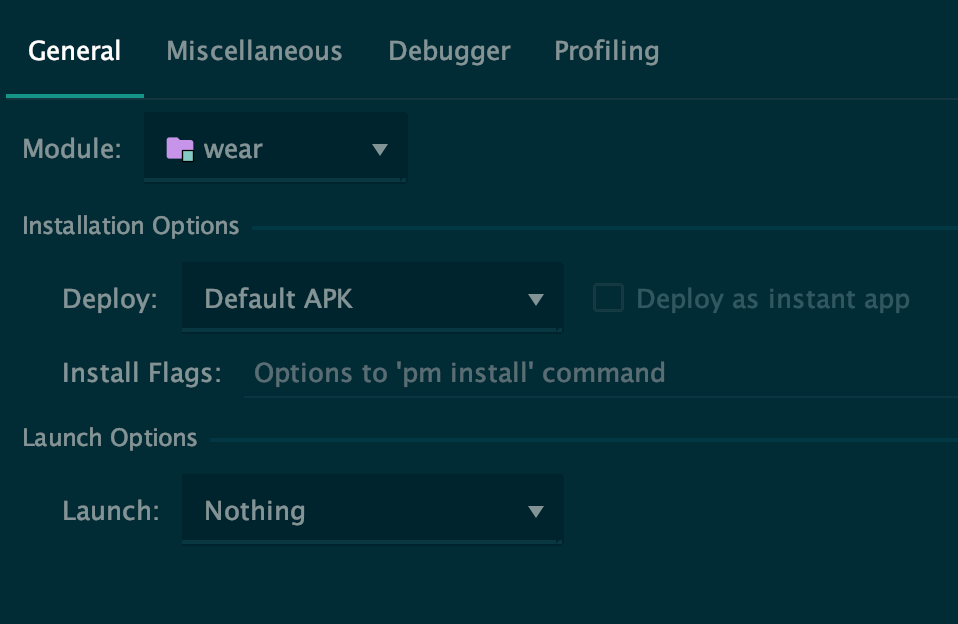 General Miscellaneous Debugger Profiling
Module: wear
Installation Options
Deploy: Default APK Deploy as instant app
Install Flags: Options to 'pm install' command
Launch Options
Launch: Nothing